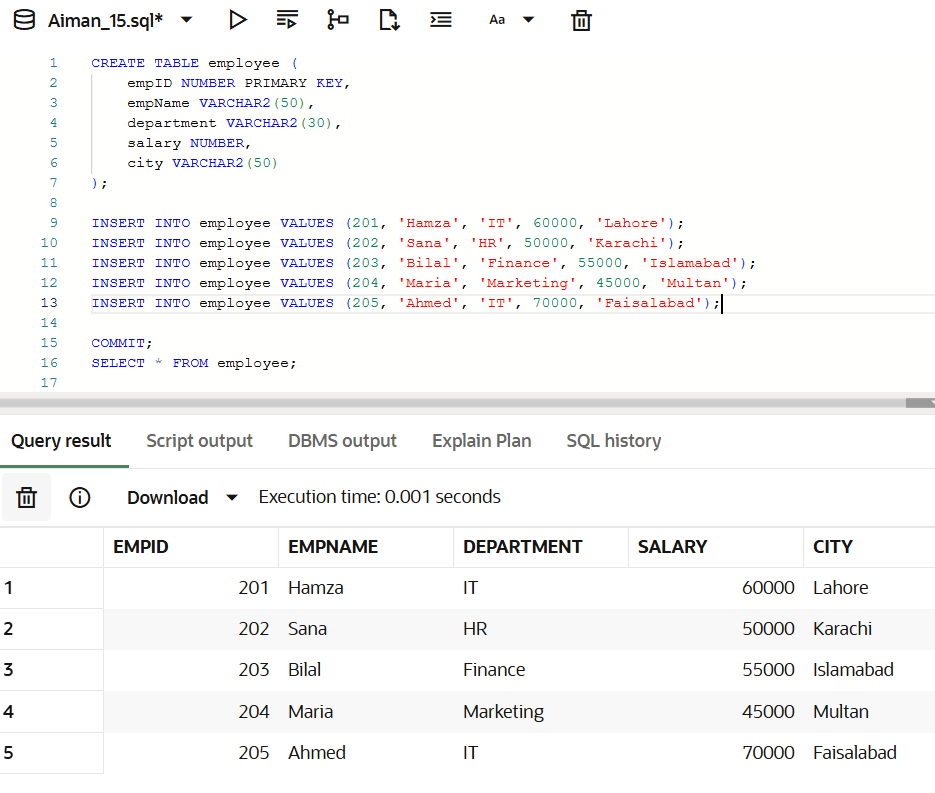 Aiman_15.sql*
Aa
1 CREATE TABLE employee (
2 empID NUMBER PRIMARY KEY,
3 empName VARCHAR2(50),
4 department VARCHAR2(30),
5 salary NUMBER,
6 city VARCHAR2(50)
7 );
8
9 INSERT INTO employee VALUES (201, 'Hamza', 'IT', 60000, 'Lahore');
10 INSERT INTO employee VALUES (202, 'Sana', 'HR', 50000, 'Karachi');
11 INSERT INTO employee VALUES (203, 'Bilal', 'Finance', 55000, 'Islamabad');
12 INSERT INTO employee VALUES (204, 'Maria', 'Marketing', 45000, 'Multan');
13 INSERT INTO employee VALUES (205, 'Ahmed', 'IT', 70000, 'Faisalabad');
14
15 COMMIT;
16 SELECT * FROM employee;
17
Query result Script output DBMS output Explain Plan SQL history
Download Execution time: 0.001 seconds
EMPID EMPNAME DEPARTMENT SALARY CITY
1 201 Hamza IT 60000 Lahore
2 202 Sana HR 50000 Karachi
3 203 Bilal Finance 55000 Islamabad
4 204 Maria Marketing 45000 Multan
5 205 Ahmed IT 70000 Faisalabad